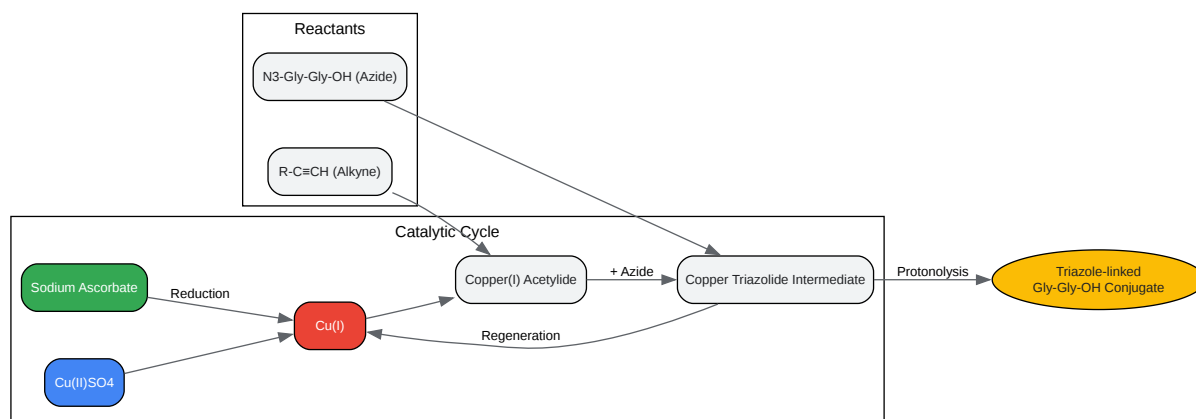 Reactants
N3-Gly-Gly-OH (Azide)
R-C≡CH (Alkyne)
Catalytic Cycle
Sodium Ascorbate
Reduction
Cu(II)SO4
Cu(I)
Copper(I) Acetylide
+ Azide
Copper Triazolide Intermediate
Regeneration
Protonolysis
Triazole-linked
Gly-Gly-OH Conjugate